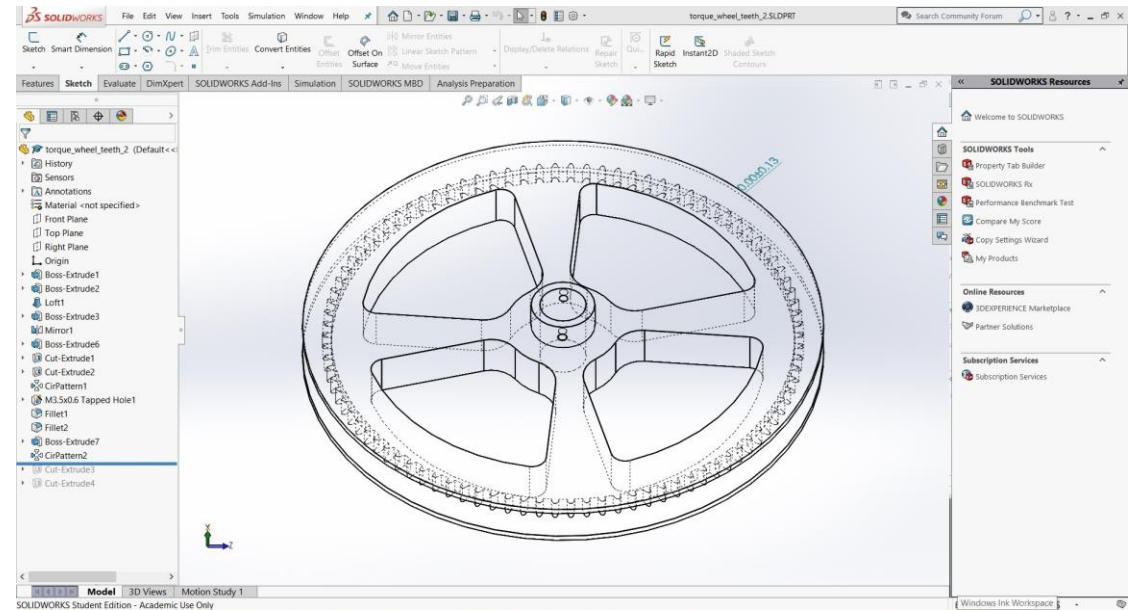 SOLIDWORKS File Edit View Insert Tools Simulation Window Help torque_wheel_teeth_2.SLDPRT Search Community Forum
Sketch Smart Dimension Trim Entities Convert Entities Offset Entities Offset On Surface Mirror Entities Linear Sketch Pattern Move Entities Display/Delete Relations Repair Sketch Qui... Rapid Sketch Instant2D Shaded Sketch Contours
Features Sketch Evaluate DimXpert SOLIDWORKS Add-Ins Simulation SOLIDWORKS MBD Analysis Preparation
torque_wheel_teeth_2 (Default<<
History
Sensors
Annotations
Material <not specified>
Front Plane
Top Plane
Right Plane
Origin
Boss-Extrude1
Boss-Extrude2
Loft1
Boss-Extrude3
Mirror1
Boss-Extrude6
Cut-Extrude1
Cut-Extrude2
CirPattern1
M3.5x0.6 Tapped Hole1
Fillet1
Fillet2
Boss-Extrude7
CirPattern2
Cut-Extrude3
Cut-Extrude4
Y
Z
SOLIDWORKS Resources
Welcome to SOLIDWORKS
SOLIDWORKS Tools
Property Tab Builder
SOLIDWORKS Rx
Performance Benchmark Test
Compare My Score
Copy Settings Wizard
My Products
Online Resources
3DEXPERIENCE Marketplace
Partner Solutions
Subscription Services
Subscription Services
Model 3D Views Motion Study 1
SOLIDWORKS Student Edition - Academic Use Only
Windows Ink Workspace